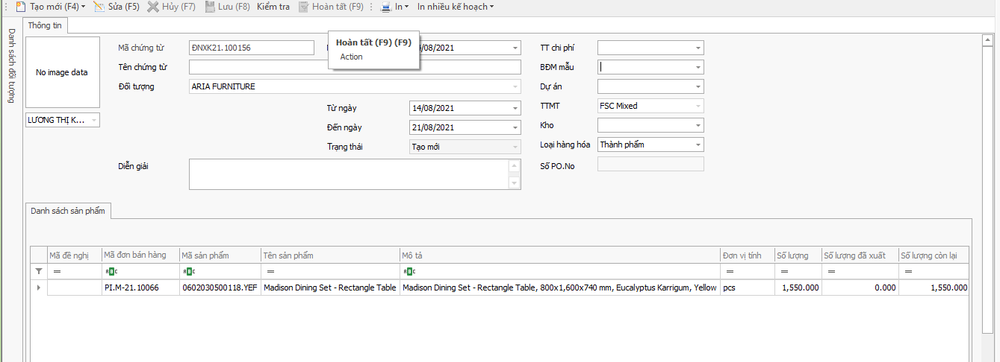 Tạo mới (F4) Sửa (F5) Hủy (F7) Lưu (F8) Kiểm tra Hoàn tất (F9) In In nhiều kế hoạch
Danh sách đối tượng
Thông tin
No image data
LƯƠNG THỊ K...
Mã chứng từ ĐNXK21.100156 /08/2021
Hoàn tất (F9) (F9)
Action
Tên chứng từ
Đối tượng ARIA FURNITURE
Từ ngày 14/08/2021
Đến ngày 21/08/2021
Trạng thái Tạo mới
Diễn giải
TT chi phí
BĐM mẫu
Dự án
TTMT FSC Mixed
Kho
Loại hàng hóa Thành phẩm
Số PO.No
Danh sách sản phẩm
Mã đề nghị Mã đơn bán hàng Mã sản phẩm Tên sản phẩm Mô tả Đơn vị tính Số lượng Số lượng đã xuất Số lượng còn lại
= ABC ABC = ABC = = = =
PI.M-21.10066 0602030500118.YEF Madison Dining Set - Rectangle Table Madison Dining Set - Rectangle Table, 800x1,600x740 mm, Eucalyptus Karrigum, Yellow pcs 1,550.000 0.000 1,550.000